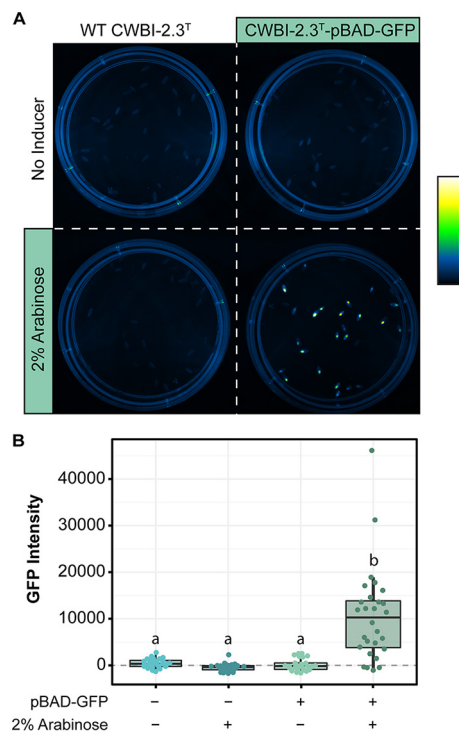 A
WT CWBI-2.3ᵀ
CWBI-2.3ᵀ-pBAD-GFP
No Inducer
2% Arabinose
B
GFP Intensity
40000
30000
20000
10000
0
a
a
a
b
pBAD-GFP − − + +
2% Arabinose − + − +